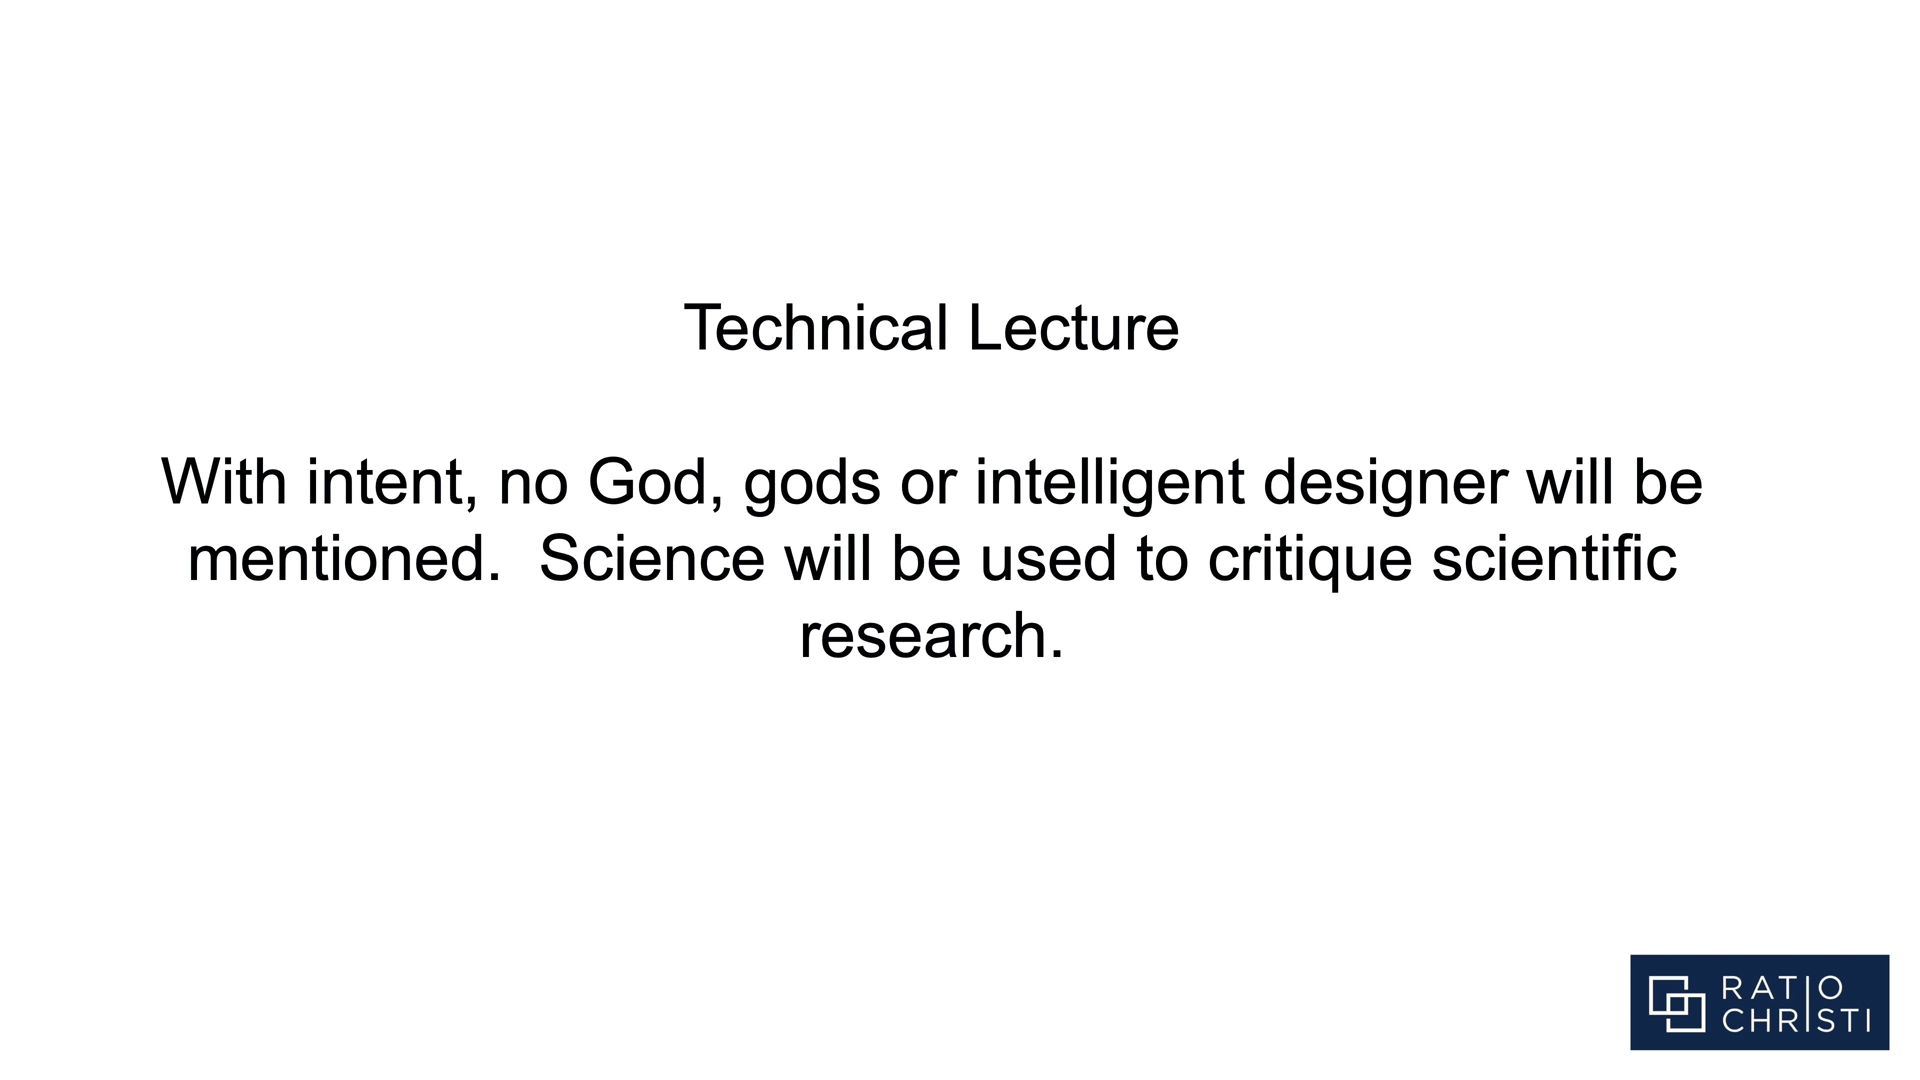 Technical Lecture
With intent, no God, gods or intelligent designer will be
mentioned.  Science will be used to critique scientific
research.
RATIO
CHRISTI